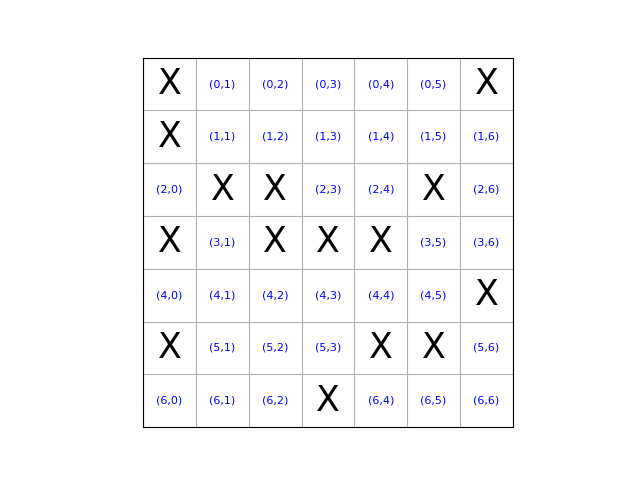 X (0,1) (0,2) (0,3) (0,4) (0,5) X
X (1,1) (1,2) (1,3) (1,4) (1,5) (1,6)
(2,0) X X (2,3) (2,4) X (2,6)
X (3,1) X X X (3,5) (3,6)
(4,0) (4,1) (4,2) (4,3) (4,4) (4,5) X
X (5,1) (5,2) (5,3) X X (5,6)
(6,0) (6,1) (6,2) X (6,4) (6,5) (6,6)